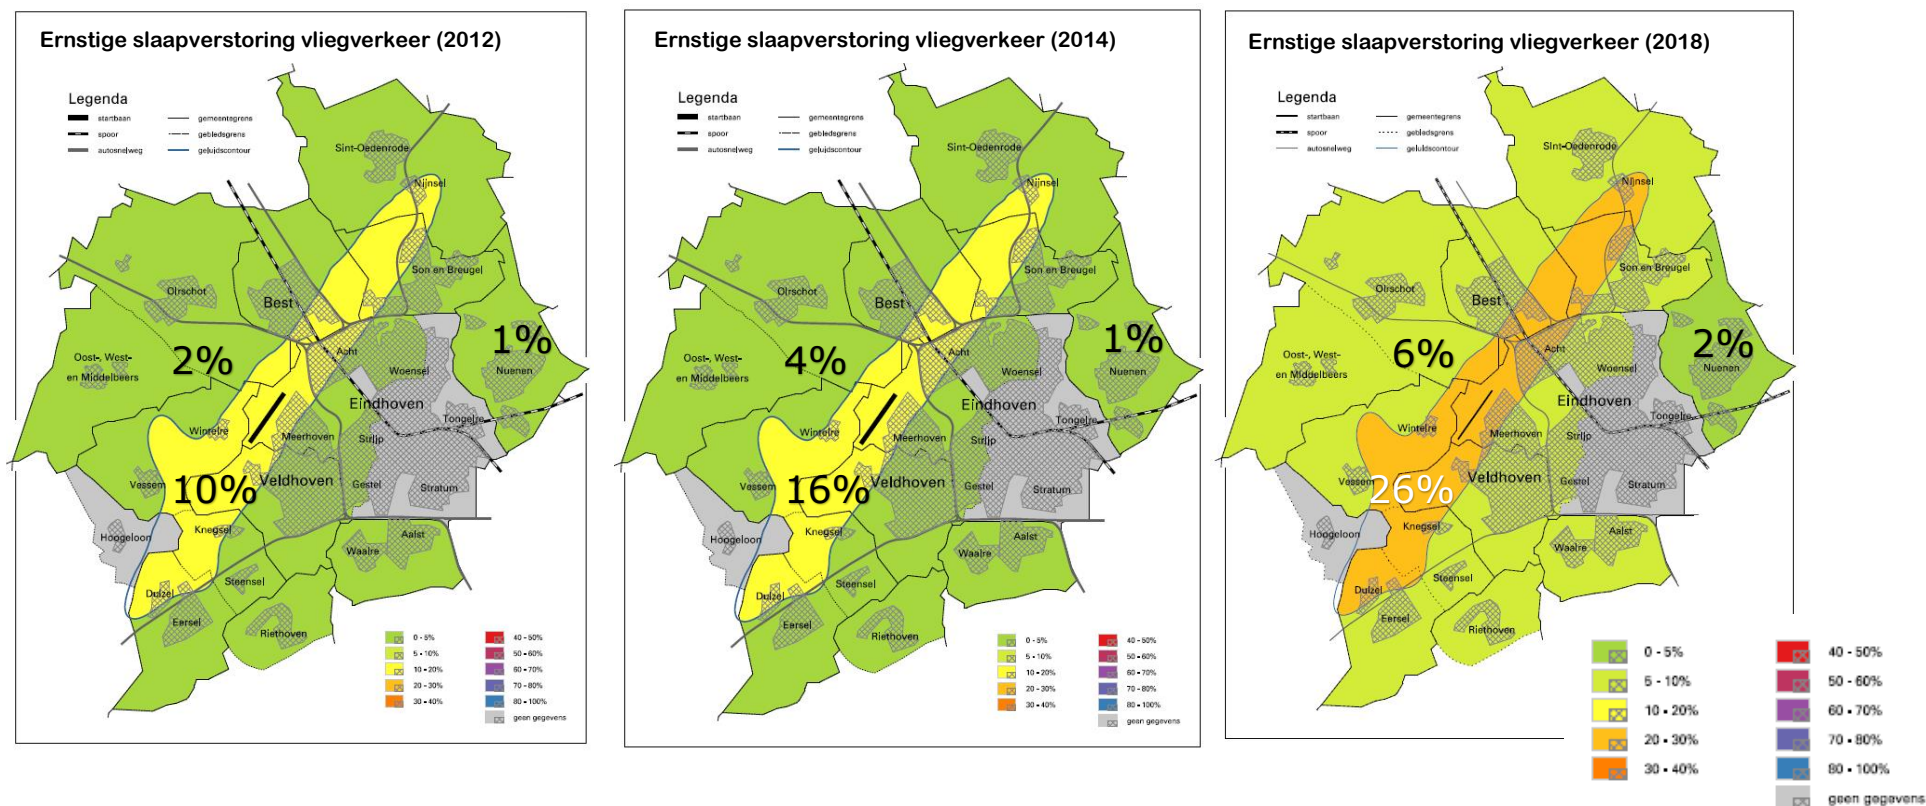 Ernstige slaapverstoring vliegverkeer (2012)
Legenda
startbaan
gemeentegrens
spoor
gebiedsgrens
autosnelweg
geluidscontour
Sint-Oedenrode
Nijnsel
Son en Breugel
Oirschot
Best
2%
1%
Oost-, West-
en Middelbeers
Acht
Woensel
Nuenen
Eindhoven
Tongelre
Wintelre
Meerhoven
Strijp
Vessem
10%
Veldhoven
Gestel
Stratum
Hoogeloon
Knegsel
Aalst
Waalre
Steensel
Duizel
Eersel
Riethoven
0 - 5%
40 - 50%
5 - 10%
50 - 60%
10 - 20%
60 - 70%
20 - 30%
70 - 80%
30 - 40%
80 - 100%
geen gegevens
Ernstige slaapverstoring vliegverkeer (2014)
Legenda
startbaan
gemeentegrens
spoor
gebiedsgrens
autosnelweg
geluidscontour
Sint-Oedenrode
Nijnsel
Son en Breugel
Oirschot
Best
4%
1%
Oost-, West-
en Middelbeers
Acht
Woensel
Nuenen
Eindhoven
Tongelre
Wintelre
Meerhoven
Strijp
Vessem
16%
Veldhoven
Gestel
Stratum
Hoogeloon
Knegsel
Aalst
Waalre
Steensel
Duizel
Eersel
Riethoven
0 - 5%
40 - 50%
5 - 10%
50 - 60%
10 - 20%
60 - 70%
20 - 30%
70 - 80%
30 - 40%
80 - 100%
geen gegevens
Ernstige slaapverstoring vliegverkeer (2018)
Legenda
startbaan
gemeentegrens
spoor
gebiedsgrens
autosnelweg
geluidscontour
Sint-Oedenrode
Nijnsel
Son en Breugel
Oirschot
Best
6%
2%
Oost-, West-
en Middelbeers
Acht
Woensel
Nuenen
Eindhoven
Tongelre
Wintelre
Meerhoven
Strijp
Vessem
26%
Veldhoven
Gestel
Stratum
Hoogeloon
Knegsel
Aalst
Waalre
Steensel
Duizel
Eersel
Riethoven
0 - 5%
40 - 50%
5 - 10%
50 - 60%
10 - 20%
60 - 70%
20 - 30%
70 - 80%
30 - 40%
80 - 100%
geen gegevens